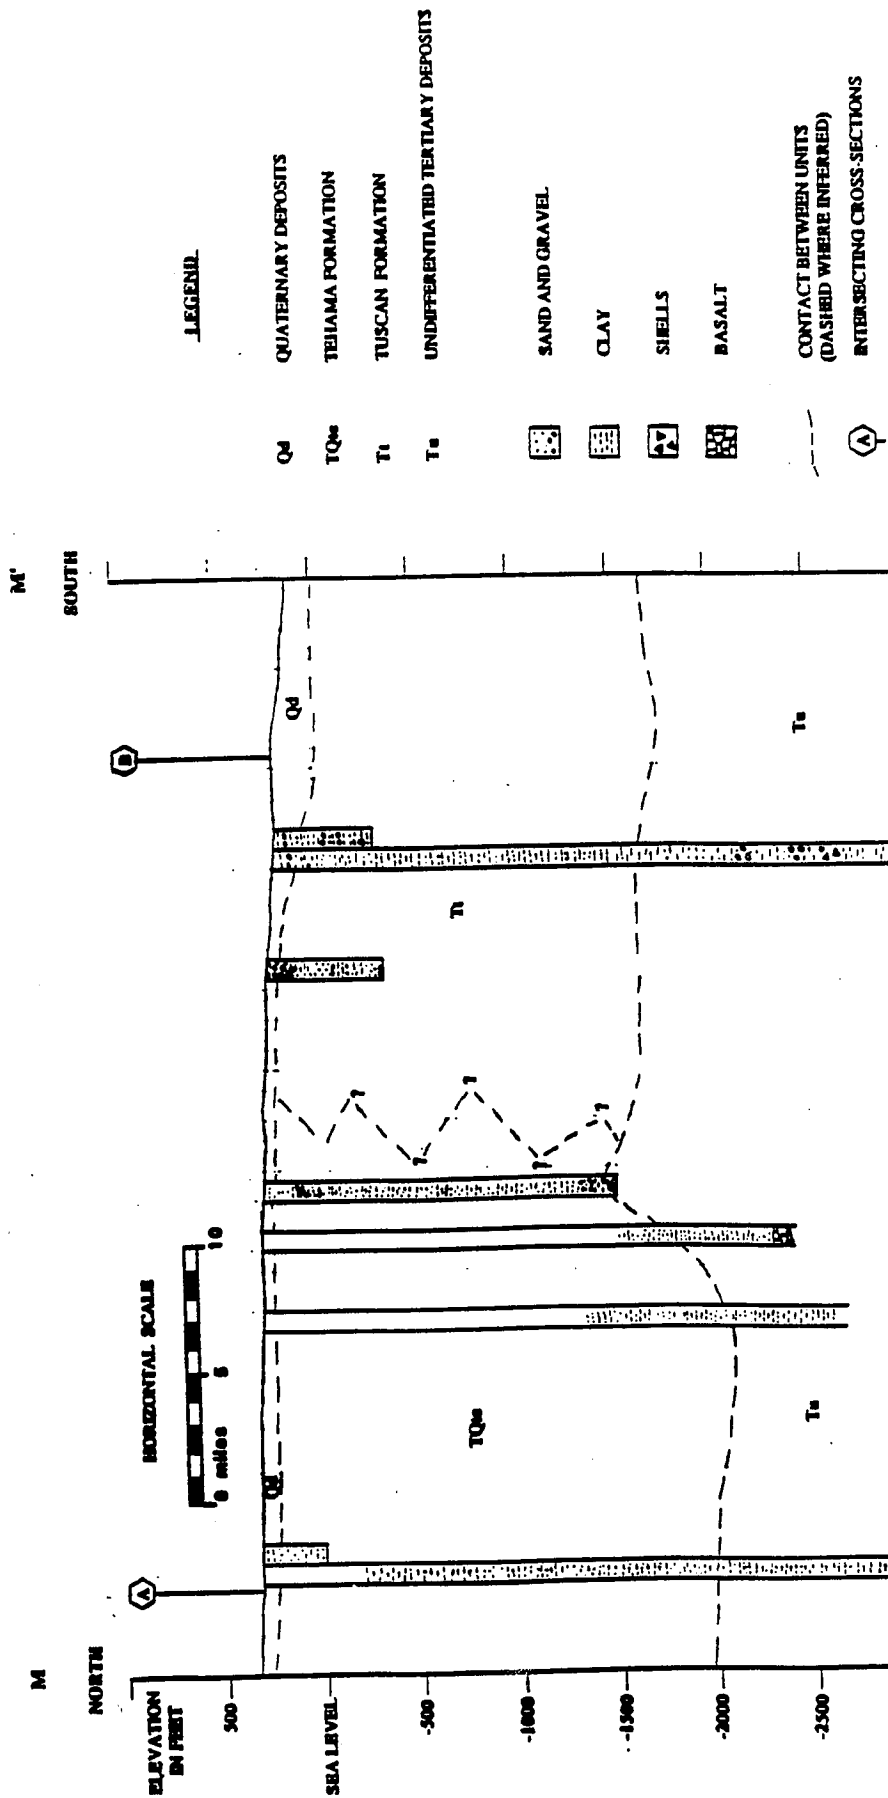 M
M'
NORTH
SOUTH
ELEVATION
IN FEET
500
SEA LEVEL
-500
-1000
-1500
-2000
-2500
HORIZONTAL SCALE
0 miles
5
10
A
B
Qd
Qd
TQte
Tt
Tu
Tu
?
?
?
?
?
LEGEND
Qd QUATERNARY DEPOSITS
TQte TEHAMA FORMATION
Tt TUSCAN FORMATION
Tu UNDIFFERENTIATED TERTIARY DEPOSITS
SAND AND GRAVEL
CLAY
SHELLS
BASALT
CONTACT BETWEEN UNITS
(DASHED WHERE INFERRED)
A INTERSECTING CROSS-SECTIONS